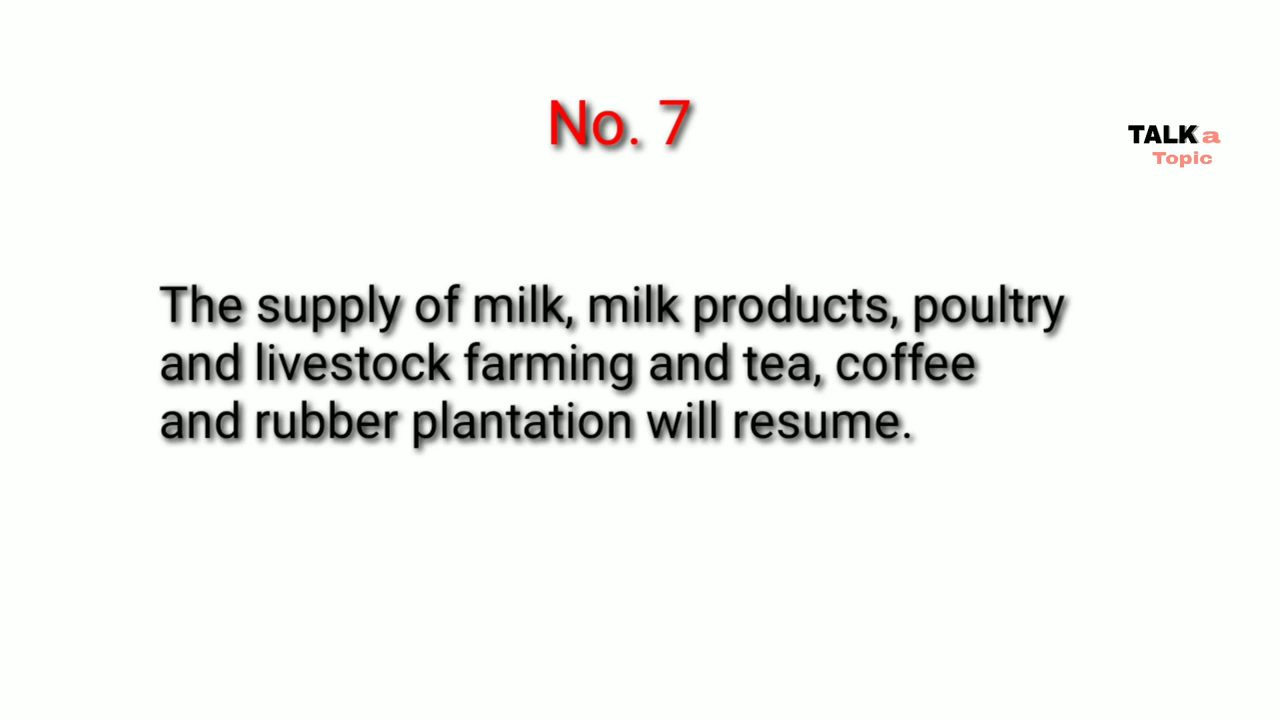 No. 7
TALK a
Topic
The supply of milk, milk products, poultry
and livestock farming and tea, coffee
and rubber plantation will resume.